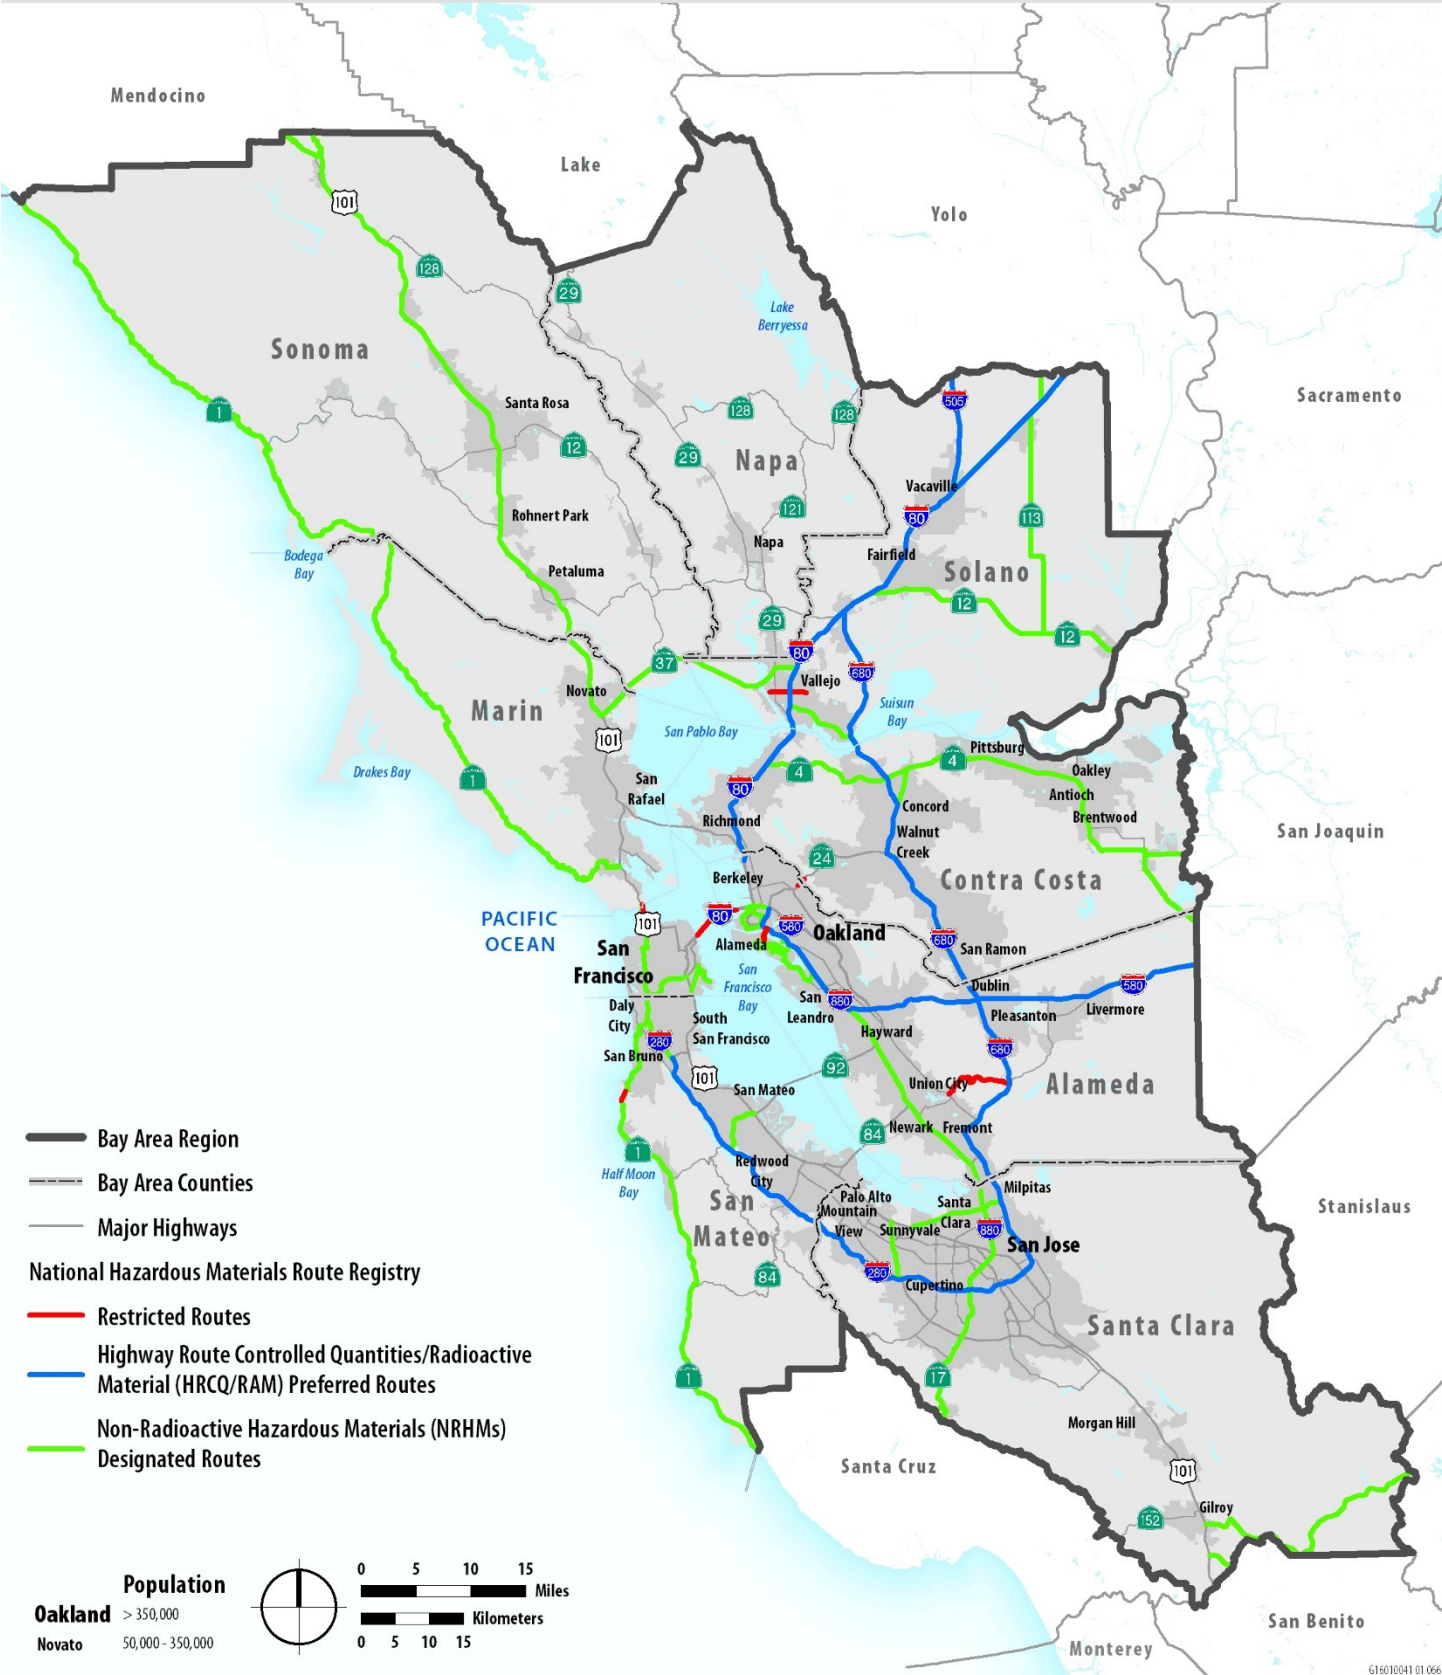 Mendocino
Lake
Yolo
101
128
29
Lake
Berryessa
Sonoma
Sacramento
505
1
Santa Rosa
128
128
12
29
Napa
Vacaville
80
113
121
Rohnert Park
Napa
Fairfield
Solano
Bodega
Bay
Petaluma
12
29
12
80
37
680
Vallejo
Novato
Marin
Suisun
Bay
San Pablo Bay
101
Pittsburg
4
4
Oakley
Drakes Bay
1
San
Rafael
80
Antioch
Concord
Brentwood
Richmond
Walnut
Creek
San Joaquin
24
Berkeley
Contra Costa
PACIFIC
OCEAN
101
80
580
Oakland
Alameda
680
San Ramon
San
Francisco
San
Francisco
Bay
Dublin
580
San
Leandro
680
Daly
City
South
San Francisco
Pleasanton
Livermore
Hayward
280
San Bruno
680
92
101
San Mateo
Union City
Alameda
84
Newark
Fremont
1
Half Moon
Bay
Redwood
City
Milpitas
Palo Alto
Mountain
View
Santa
Clara
San
Mateo
Sunnyvale
880
San Jose
Stanislaus
84
280
Cupertino
Santa Clara
1
17
Morgan Hill
Santa Cruz
101
152
Gilroy
San Benito
Monterey
Bay Area Region
Bay Area Counties
Major Highways
National Hazardous Materials Route Registry
Restricted Routes
Highway Route Controlled Quantities/Radioactive
Material (HRCQ/RAM) Preferred Routes
Non-Radioactive Hazardous Materials (NRHMs)
Designated Routes
Population
Oakland > 350,000
Novato 50,000 - 350,000
0 5 10 15
Miles
Kilometers
0 5 10 15